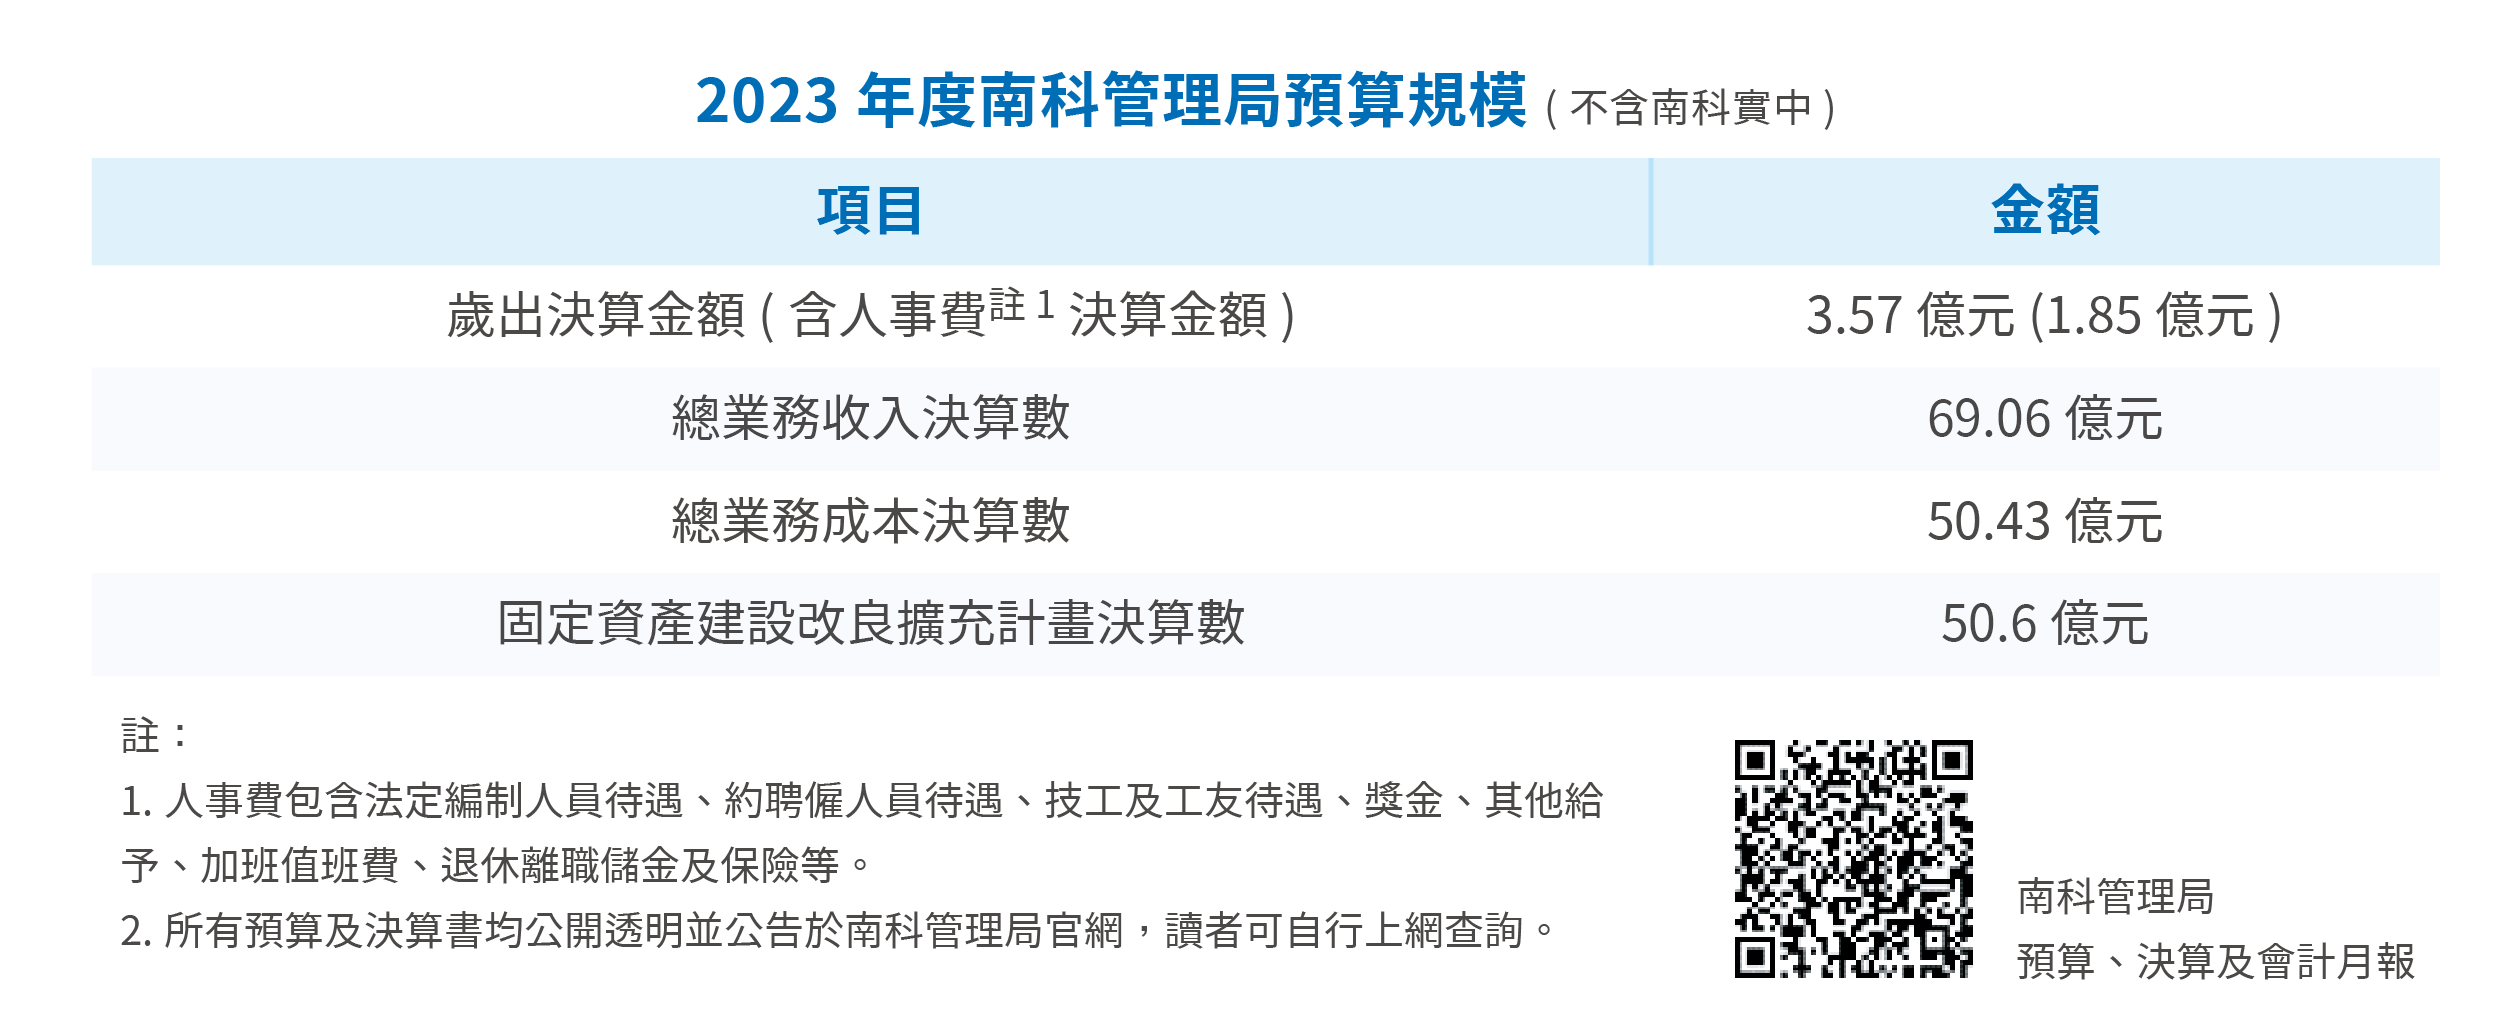 2023 年度南科管理局預算規模 ( 不含南科實中 )
項目 金額
歲出決算金額 ( 含人事費註 1 決算金額 ) 3.57 億元 (1.85 億元 )
總業務收入決算數 69.06 億元
總業務成本決算數 50.43 億元
固定資產建設改良擴充計畫決算數 50.6 億元
註：
1. 人事費包含法定編制人員待遇、約聘僱人員待遇、技工及工友待遇、獎金、其他給
予、加班值班費、退休離職儲金及保險等。
2. 所有預算及決算書均公開透明並公告於南科管理局官網，讀者可自行上網查詢。
南科管理局
預算、決算及會計月報